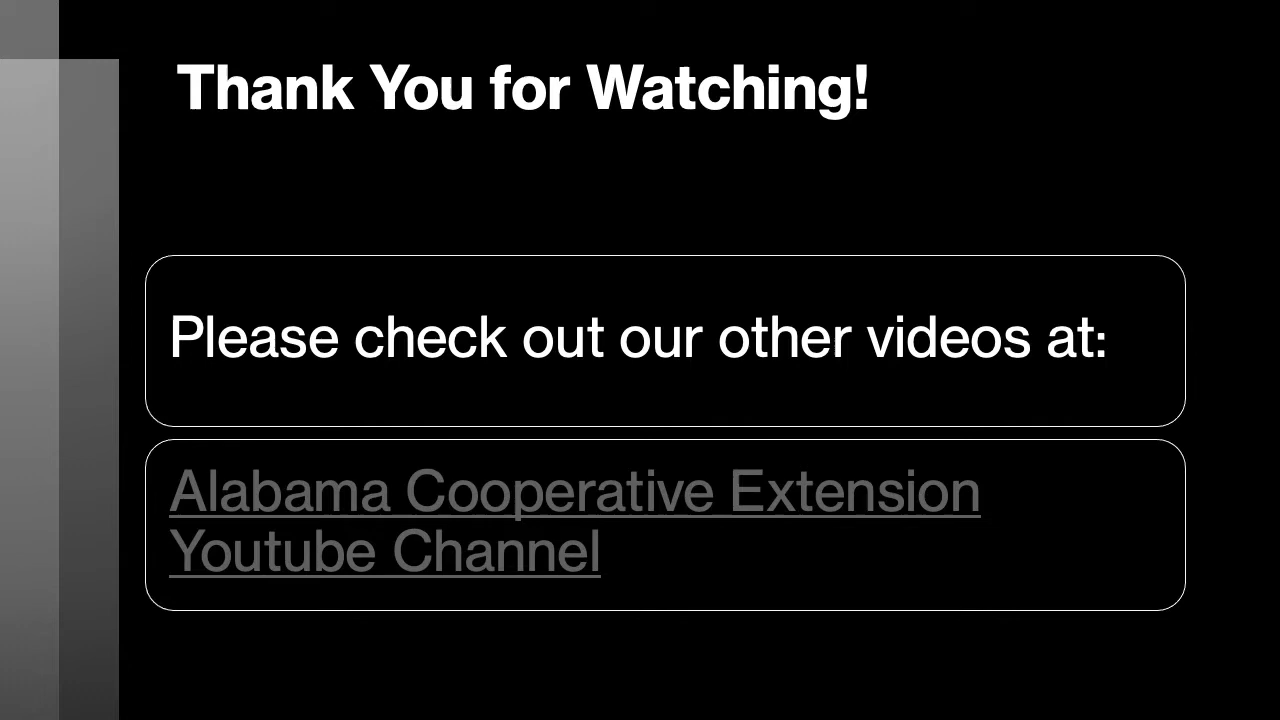 Thank You for Watching!
Please check out our other videos at:
Alabama Cooperative Extension
Youtube Channel